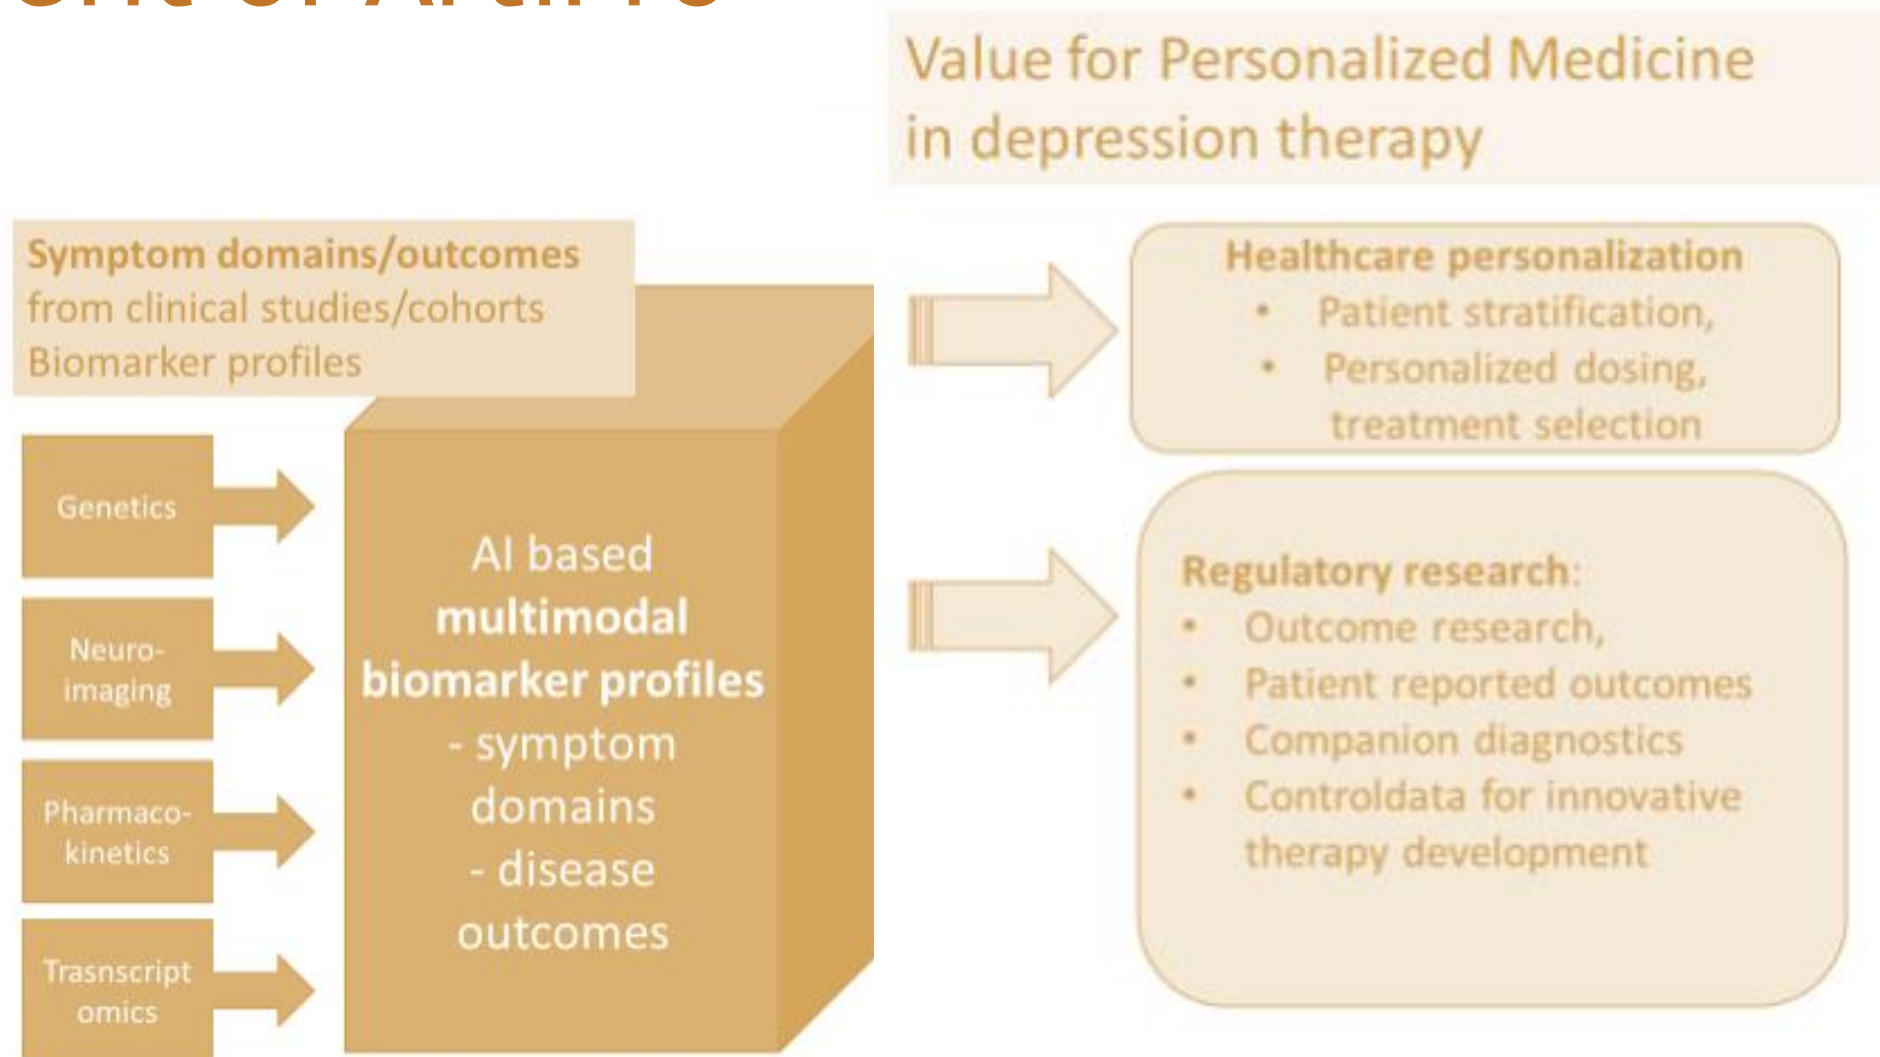 Value for Personalized Medicine
in depression therapy
Symptom domains/outcomes
from clinical studies/cohorts
Biomarker profiles
Genetics
Neuro-
imaging
Pharmaco-
kinetics
Trasnscript
omics
AI based
multimodal
biomarker profiles
- symptom
domains
- disease
outcomes
Healthcare personalization
• Patient stratification,
• Personalized dosing,
treatment selection
Regulatory research:
• Outcome research,
• Patient reported outcomes
• Companion diagnostics
• Controldata for innovative
therapy development